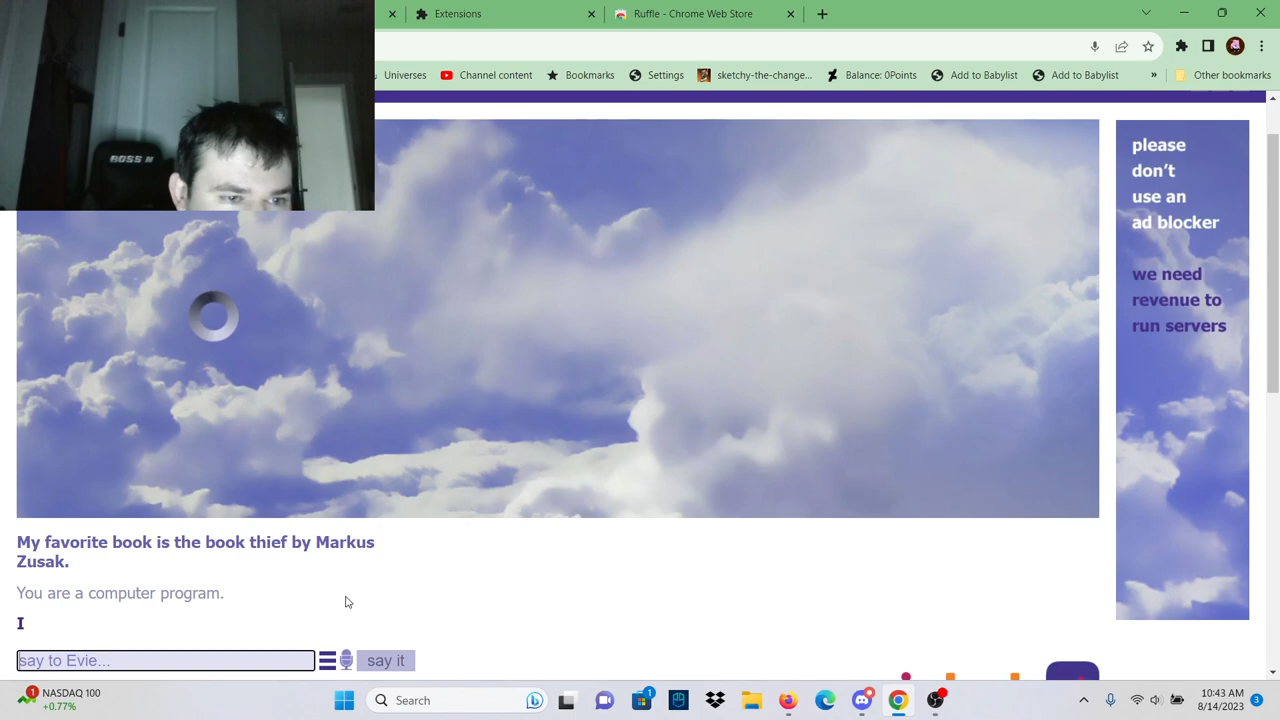 Extensions
Ruffle - Chrome Web Store
Universes
Channel content
Bookmarks
Settings
sketchy-the-change...
Balance: 0Points
Add to Babylist
Add to Babylist
»
Other bookmarks
please
don't
use an
ad blocker
we need
revenue to
run servers
My favorite book is the book thief by Markus
Zusak.
You are a computer program.
I
say to Evie...
say it
NASDAQ 100
+0.77%
1
Search
1
10:43 AM
8/14/2023
3